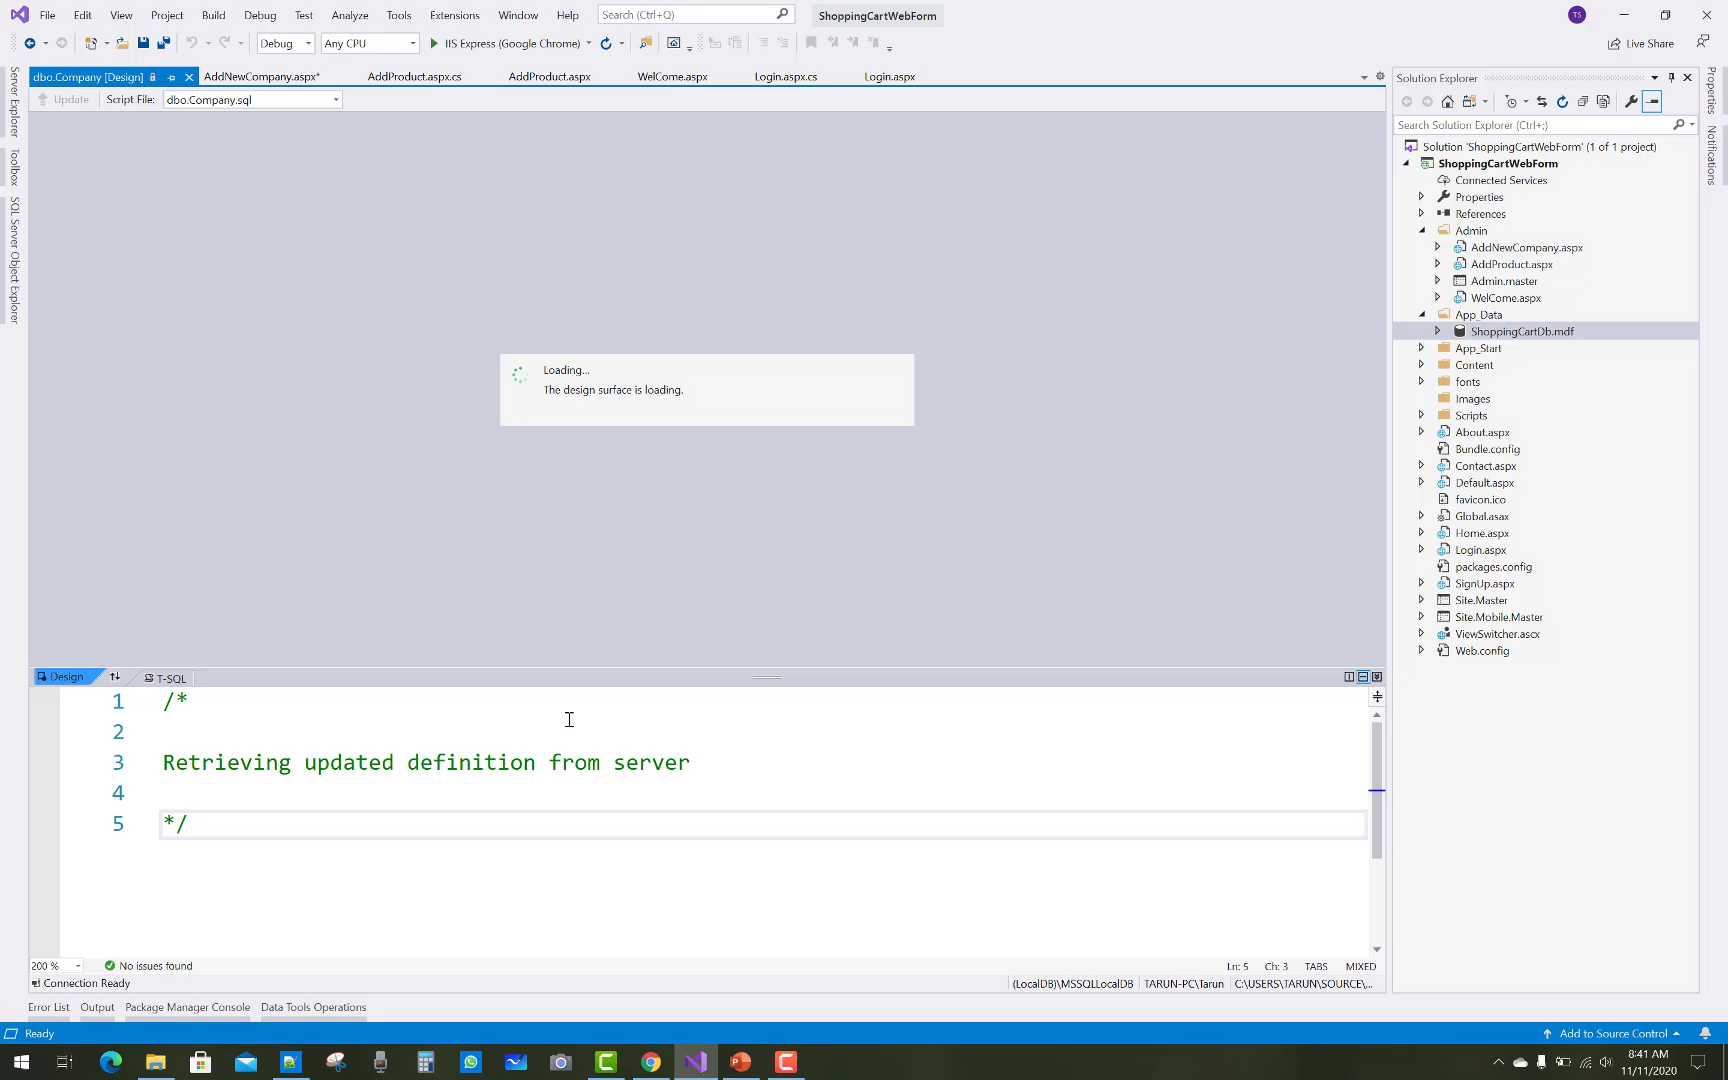 File Edit View Project Build Debug Test Analyze Tools Extensions Window Help Search (Ctrl+Q) ShoppingCartWebForm TS
Debug Any CPU IIS Express (Google Chrome) Live Share
dbo.Company [Design] AddNewCompany.aspx* AddProduct.aspx.cs AddProduct.aspx WelCome.aspx Login.aspx.cs Login.aspx
Update Script File: dbo.Company.sql
Server Explorer
Toolbox
SQL Server Object Explorer
Loading...
The design surface is loading.
Design T-SQL
1 /*
2
3 Retrieving updated definition from server
4
5 */
200 % No issues found Ln: 5 Ch: 3 TABS MIXED
Connection Ready (LocalDB)\MSSQLLocalDB TARUN-PC\Tarun C:\USERS\TARUN\SOURCE\...
Error List Output Package Manager Console Data Tools Operations
Solution Explorer
Search Solution Explorer (Ctrl+;)
Solution 'ShoppingCartWebForm' (1 of 1 project)
ShoppingCartWebForm
Connected Services
Properties
References
Admin
AddNewCompany.aspx
AddProduct.aspx
Admin.master
WelCome.aspx
App_Data
ShoppingCartDb.mdf
App_Start
Content
fonts
Images
Scripts
About.aspx
Bundle.config
Contact.aspx
Default.aspx
favicon.ico
Global.asax
Home.aspx
Login.aspx
packages.config
SignUp.aspx
Site.Master
Site.Mobile.Master
ViewSwitcher.ascx
Web.config
Properties
Notifications
Ready Add to Source Control
8:41 AM
11/11/2020